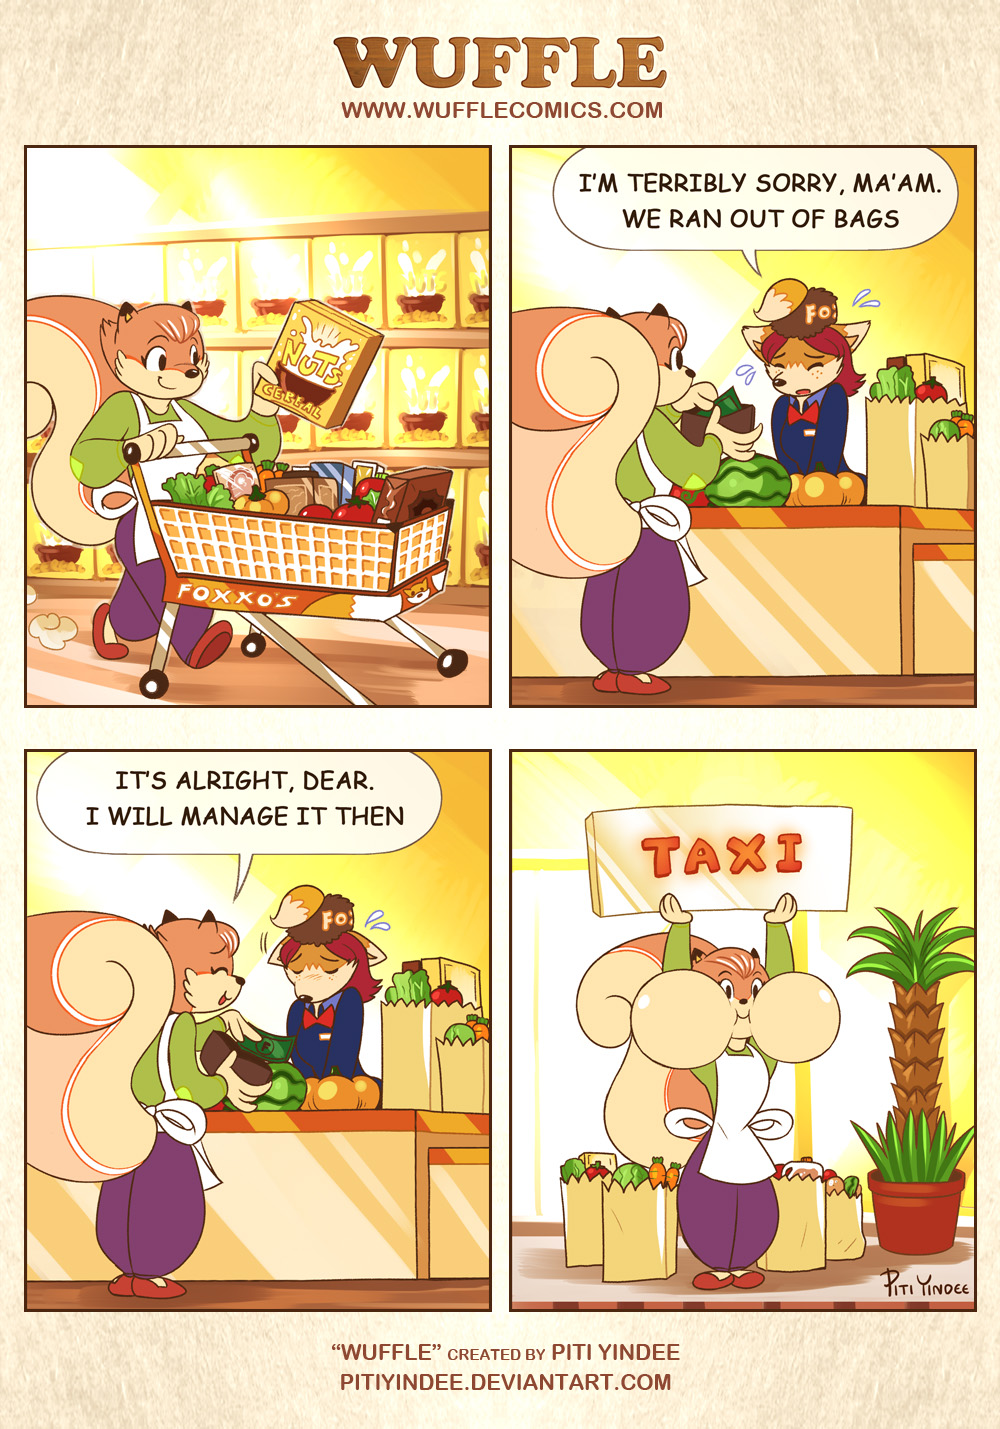 WUFFLE
WWW.WUFFLECOMICS.COM
NUTS
CEREAL
FOXXO'S
I'M TERRIBLY SORRY, MA'AM.
WE RAN OUT OF BAGS
FO
IT'S ALRIGHT, DEAR.
I WILL MANAGE IT THEN
FO
TAXI
PITI YINDEE
"WUFFLE" CREATED BY PITI YINDEE
PITIYINDEE.DEVIANTART.COM